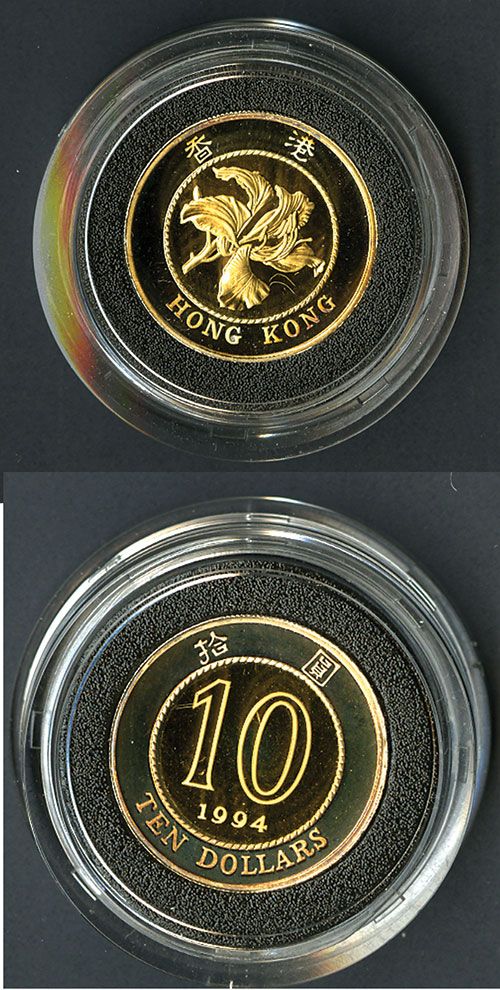 香港
HONG KONG
拾圓
10
1994
TEN DOLLARS